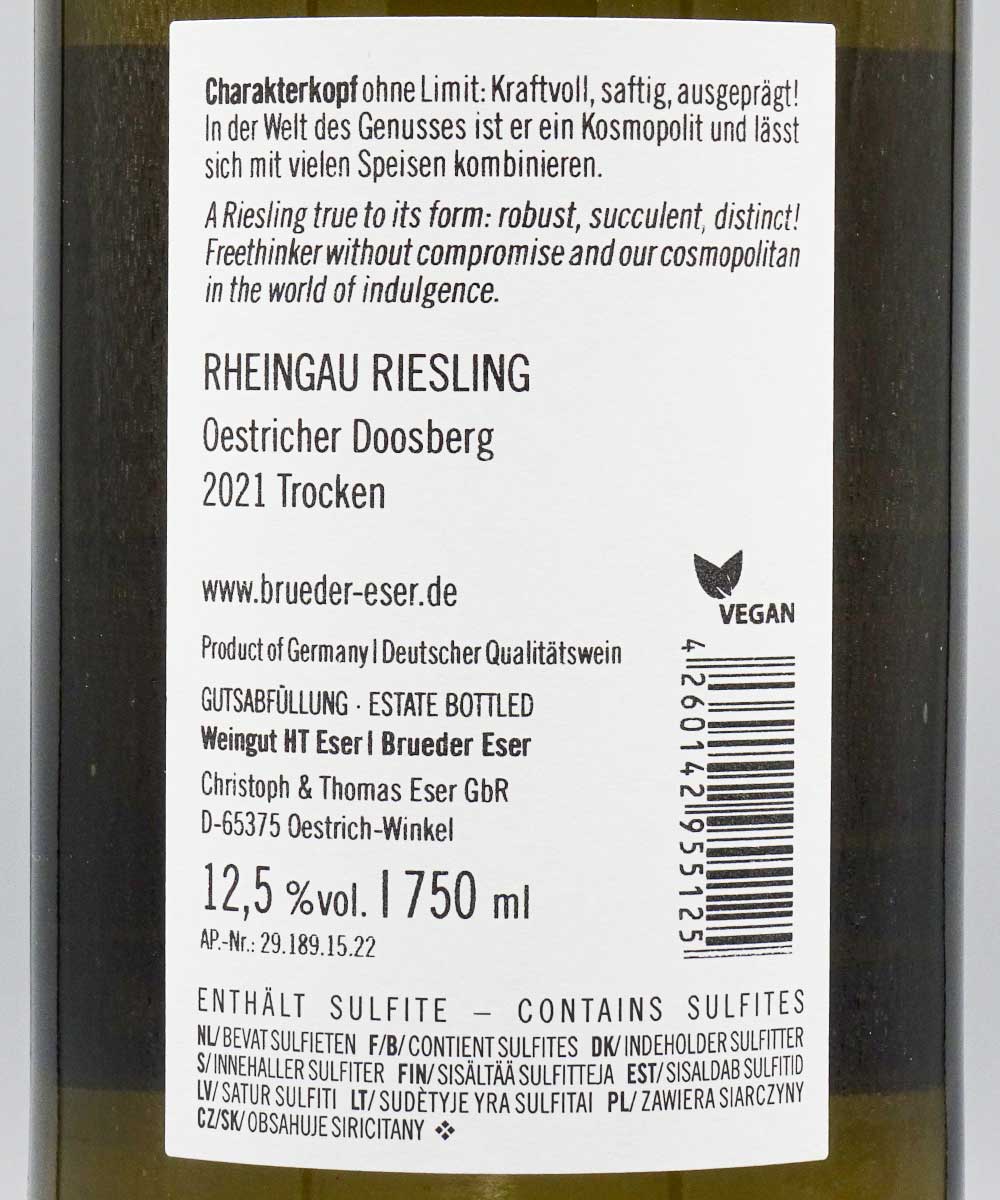 Charakterkopf ohne Limit: Kraftvoll, saftig, ausgeprägt!
In der Welt des Genusses ist er ein Kosmopolit und lässt
sich mit vielen Speisen kombinieren.
A Riesling true to its form: robust, succulent, distinct!
Freethinker without compromise and our cosmopolitan
in the world of indulgence.
RHEINGAU RIESLING
Oestricher Doosberg
2021 Trocken
www.brueder-eser.de
VEGAN
Product of Germany | Deutscher Qualitätswein
GUTSABFÜLLUNG · ESTATE BOTTLED
Weingut HT Eser | Brueder Eser
Christoph & Thomas Eser GbR
D-65375 Oestrich-Winkel
4260142955125
12,5 %vol. | 750 ml
AP.-Nr.: 29.189.15.22
ENTHÄLT SULFITE – CONTAINS SULFITES
NL/ BEVAT SULFIETEN F/B/ CONTIENT SULFITES DK/ INDEHOLDER SULFITTER
S/ INNEHALLER SULFITER FIN/ SISÄLTÄÄ SULFITTEJA EST/ SISALDAB SULFITID
LV/ SATUR SULFITI LT/ SUDĖTYJE YRA SULFITAI PL/ ZAWIERA SIARCZYNY
CZ/SK/ OBSAHUJE SIRICITANY